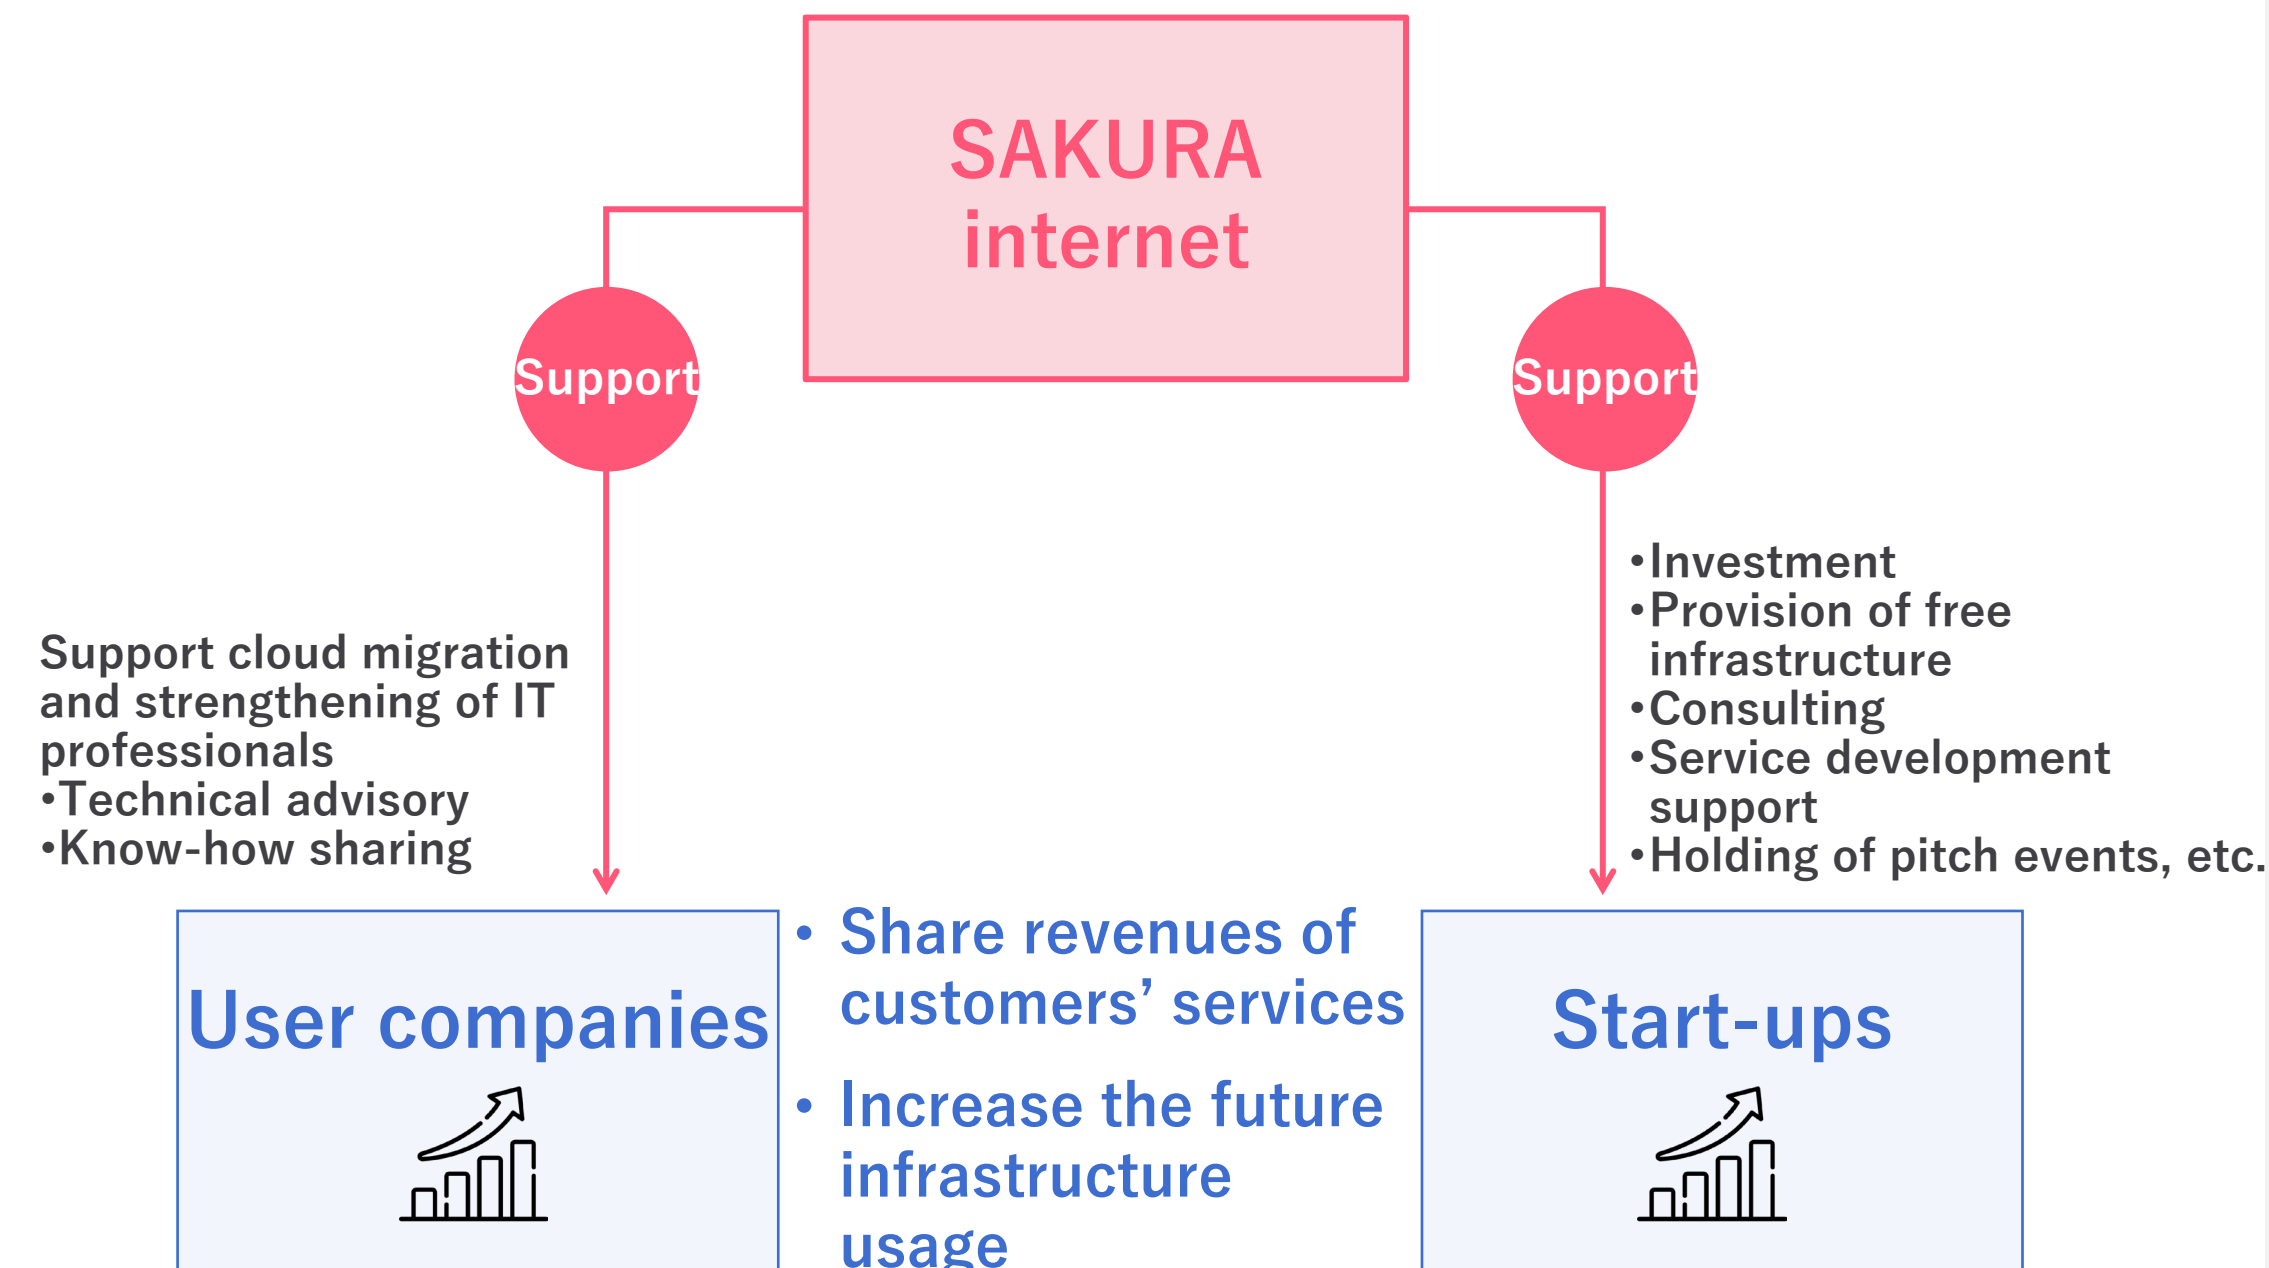 SAKURA
internet
Support
Support
Support cloud migration
and strengthening of IT
professionals
•Technical advisory
•Know-how sharing
•Investment
•Provision of free
infrastructure
•Consulting
•Service development
support
•Holding of pitch events, etc.
User companies
• Share revenues of
customers’ services
• Increase the future
infrastructure
usage
Start-ups